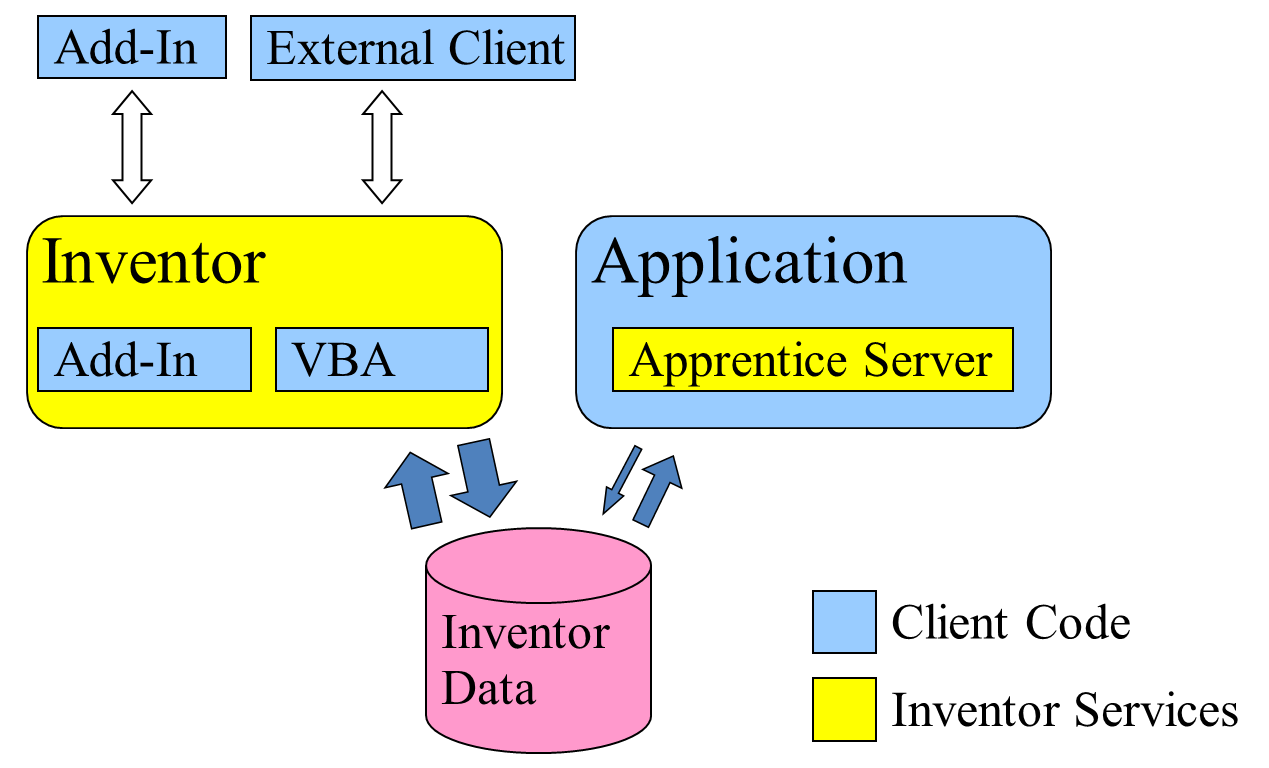 Add-In
External Client
Inventor
Application
Add-In
VBA
Apprentice Server
Inventor
Data
Client Code
Inventor Services